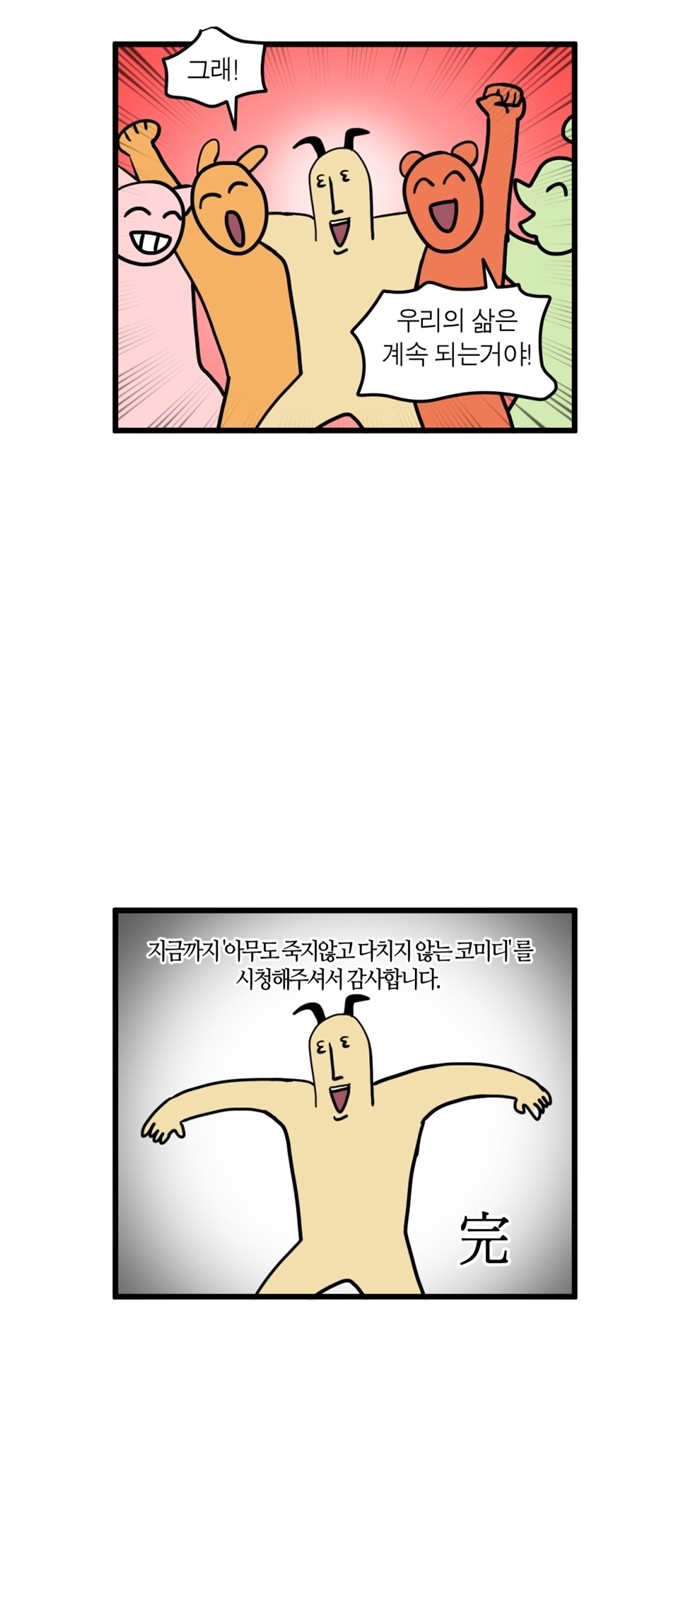 그래!
우리의 삶은
계속 되는거야!
지금까지 '아무도 죽지않고 다치지 않는 코미디'를
시청해주셔서 감사합니다.
完